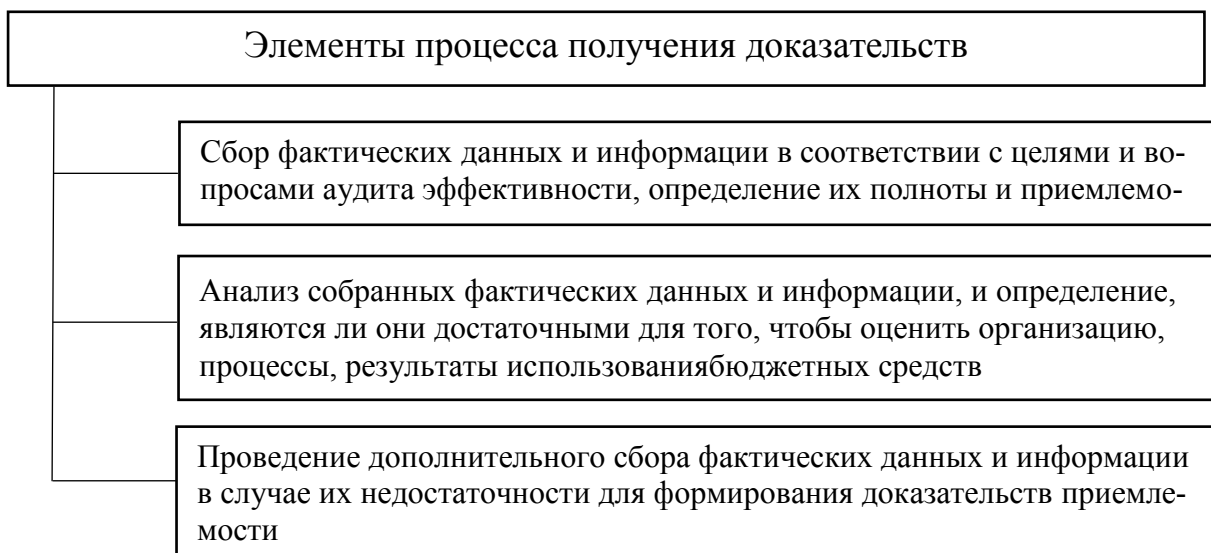 Элементы процесса получения доказательств
Сбор фактических данных и информации в соответствии с целями и во-
просами аудита эффективности, определение их полноты и приемлемо-
Анализ собранных фактических данных и информации, и определение,
являются ли они достаточными для того, чтобы оценить организацию,
процессы, результаты использованиябюджетных средств
Проведение дополнительного сбора фактических данных и информации
в случае их недостаточности для формирования доказательств приемле-
мости